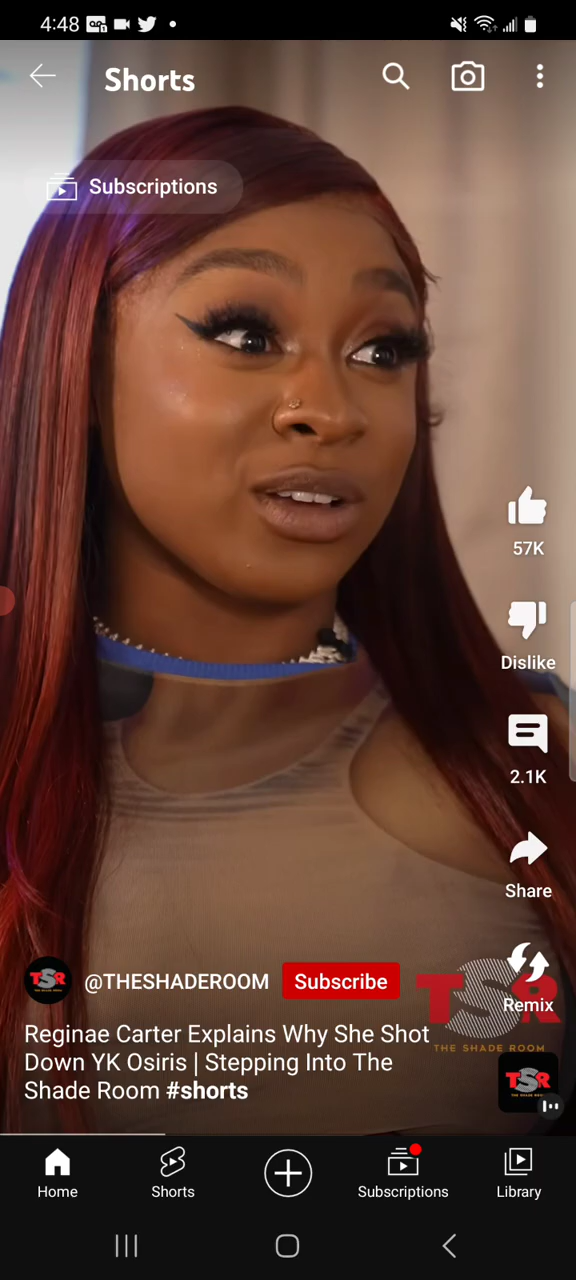 4:48
Shorts
Subscriptions
57K
Dislike
2.1K
Share
Remix
TSR
@THESHADEROOM
Subscribe
TSR
THE SHADE ROOM
Reginae Carter Explains Why She Shot
Down YK Osiris | Stepping Into The
Shade Room #shorts
TSR
Home
Shorts
Subscriptions
Library